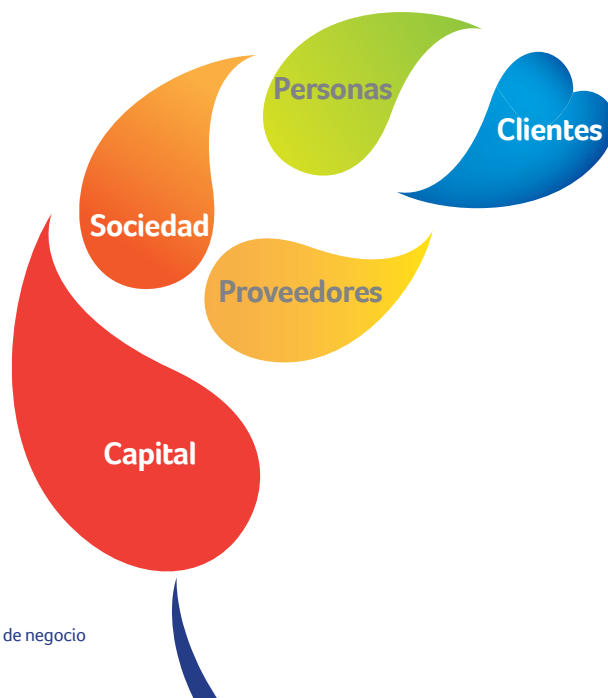 Personas
Clientes
Sociedad
Proveedores
Capital
de negocio